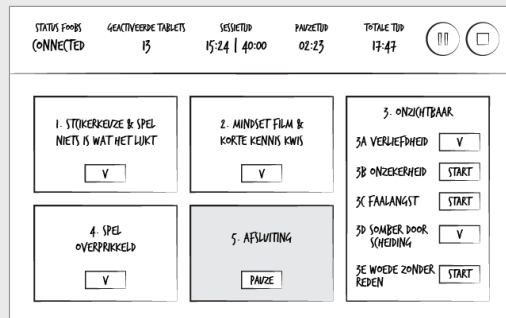 STATUS FOOBS
CONNECTED
GEACTIVEERDE TABLETS
13
SESSIETIJD
15:24 | 40:00
PAUZETIJD
02:23
TOTALE TIJD
17:47
1. STICKERKEUZE & SPEL
NIETS IS WAT HET LIJKT
V
2. MINDSET FILM &
KORTE KENNIS KWIS
V
3. ONZICHTBAAR
3A VERLIEFDHEID
V
3B ONZEKERHEID
START
3C FAALANGST
START
3D SOMBER DOOR
SCHEIDING
V
3E WOEDE ZONDER
REDEN
START
4. SPEL
OVERPRIKKELD
V
5. AFSLUITING
PAUZE